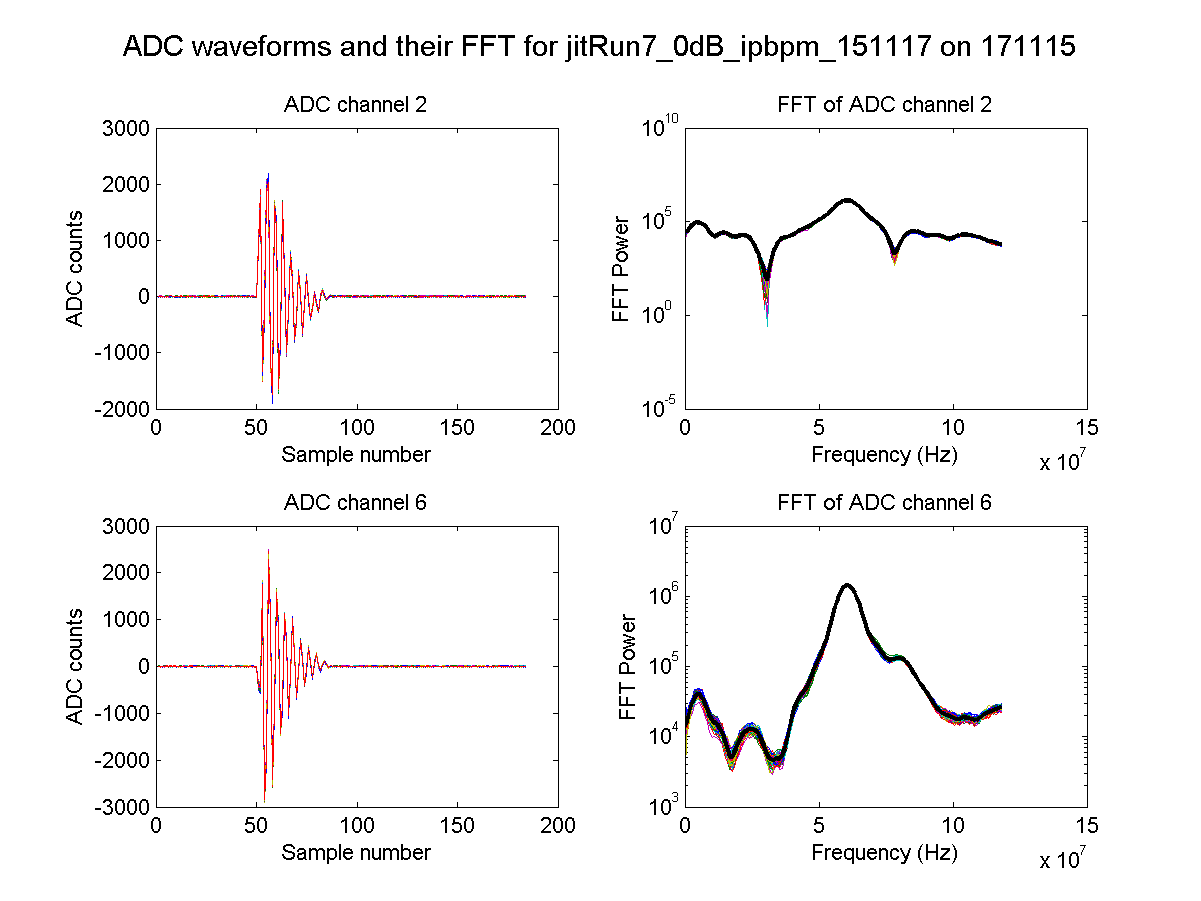 ADC waveforms and their FFT for jitRun7_0dB_ipbpm_151117 on 171115
ADC channel 2
3000
2000
1000
0
-1000
-2000
0 50 100 150 200
ADC counts
Sample number
FFT of ADC channel 2
10^10
10^5
10^0
10^-5
0 5 10 15
FFT Power
Frequency (Hz)
x 10^7
ADC channel 6
3000
2000
1000
0
-1000
-2000
-3000
0 50 100 150 200
ADC counts
Sample number
FFT of ADC channel 6
10^7
10^6
10^5
10^4
10^3
0 5 10 15
FFT Power
Frequency (Hz)
x 10^7